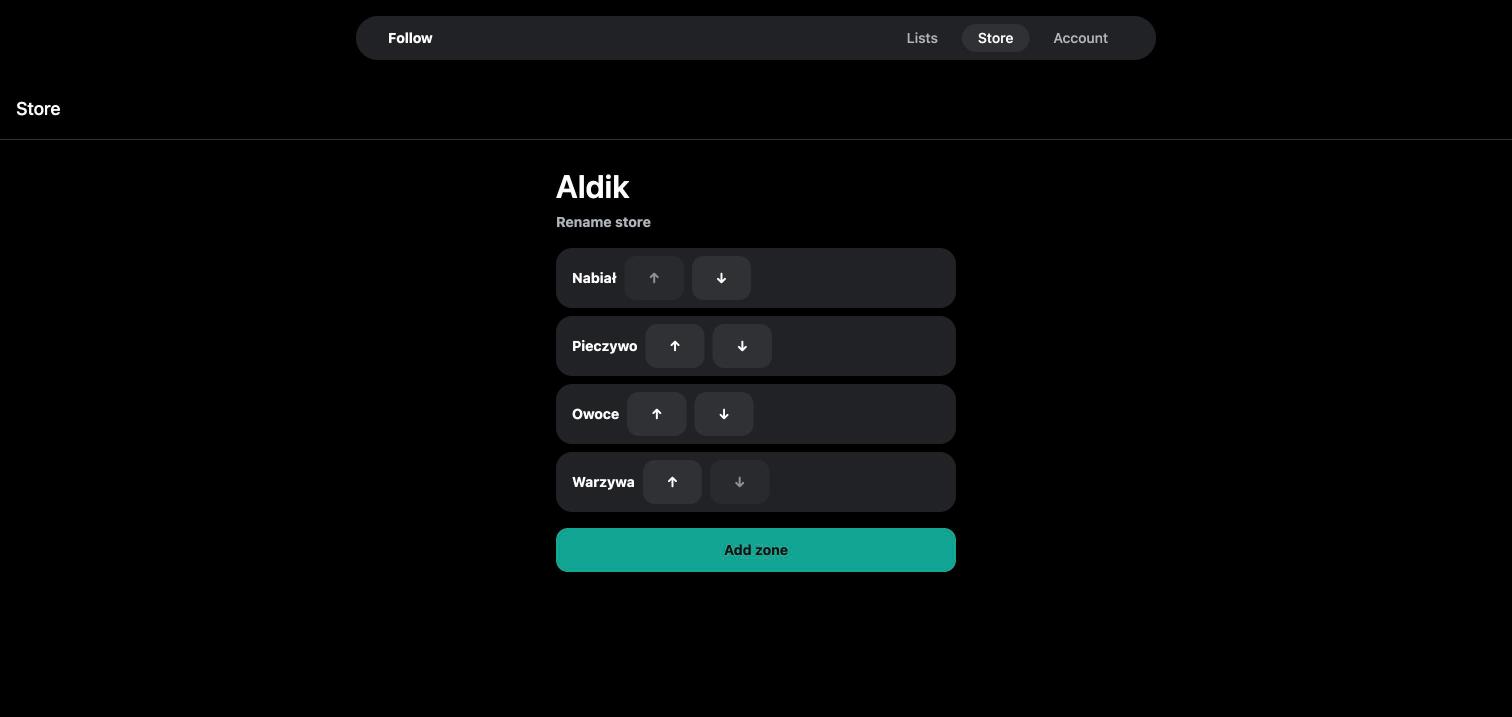 Follow Lists Store Account
Store
Aldik
Rename store
Nabiał ↑ ↓
Pieczywo ↑ ↓
Owoce ↑ ↓
Warzywa ↑ ↓
Add zone